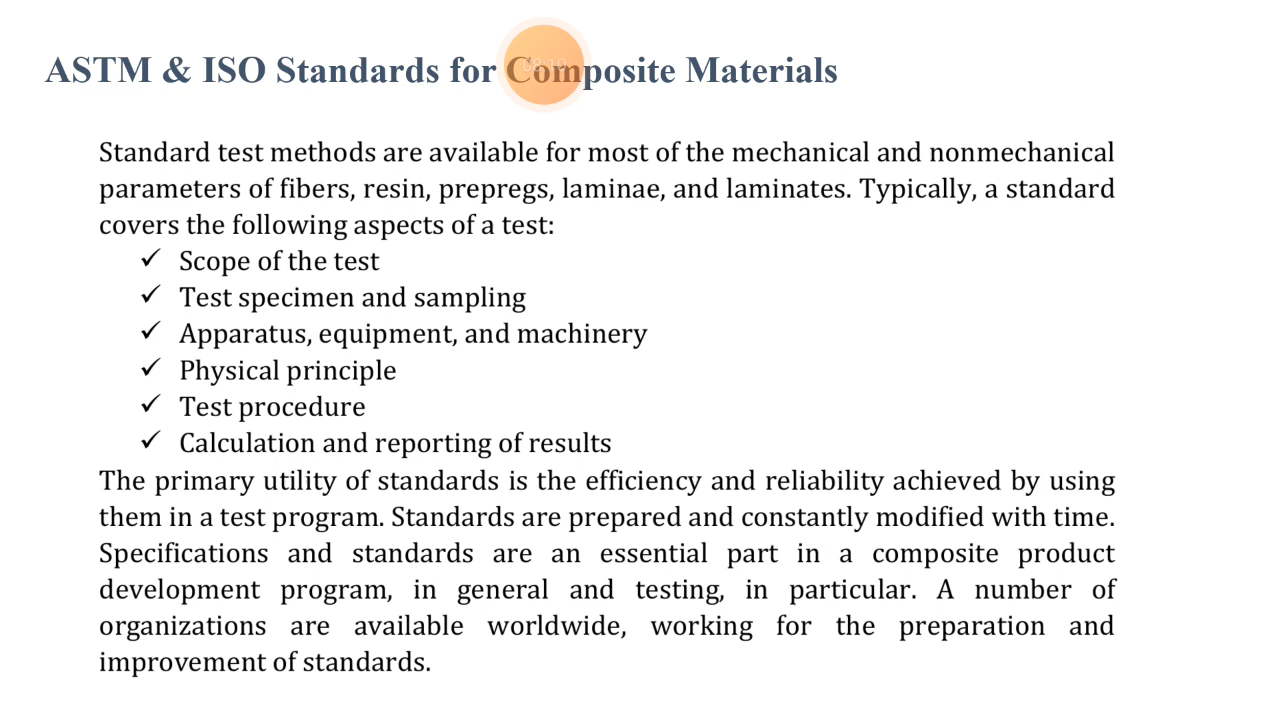 ASTM & ISO Standards for Composite Materials
Standard test methods are available for most of the mechanical and nonmechanical
parameters of fibers, resin, prepregs, laminae, and laminates. Typically, a standard
covers the following aspects of a test:
✓ Scope of the test
✓ Test specimen and sampling
✓ Apparatus, equipment, and machinery
✓ Physical principle
✓ Test procedure
✓ Calculation and reporting of results
The primary utility of standards is the efficiency and reliability achieved by using
them in a test program. Standards are prepared and constantly modified with time.
Specifications and standards are an essential part in a composite product
development program, in general and testing, in particular. A number of
organizations are available worldwide, working for the preparation and
improvement of standards.